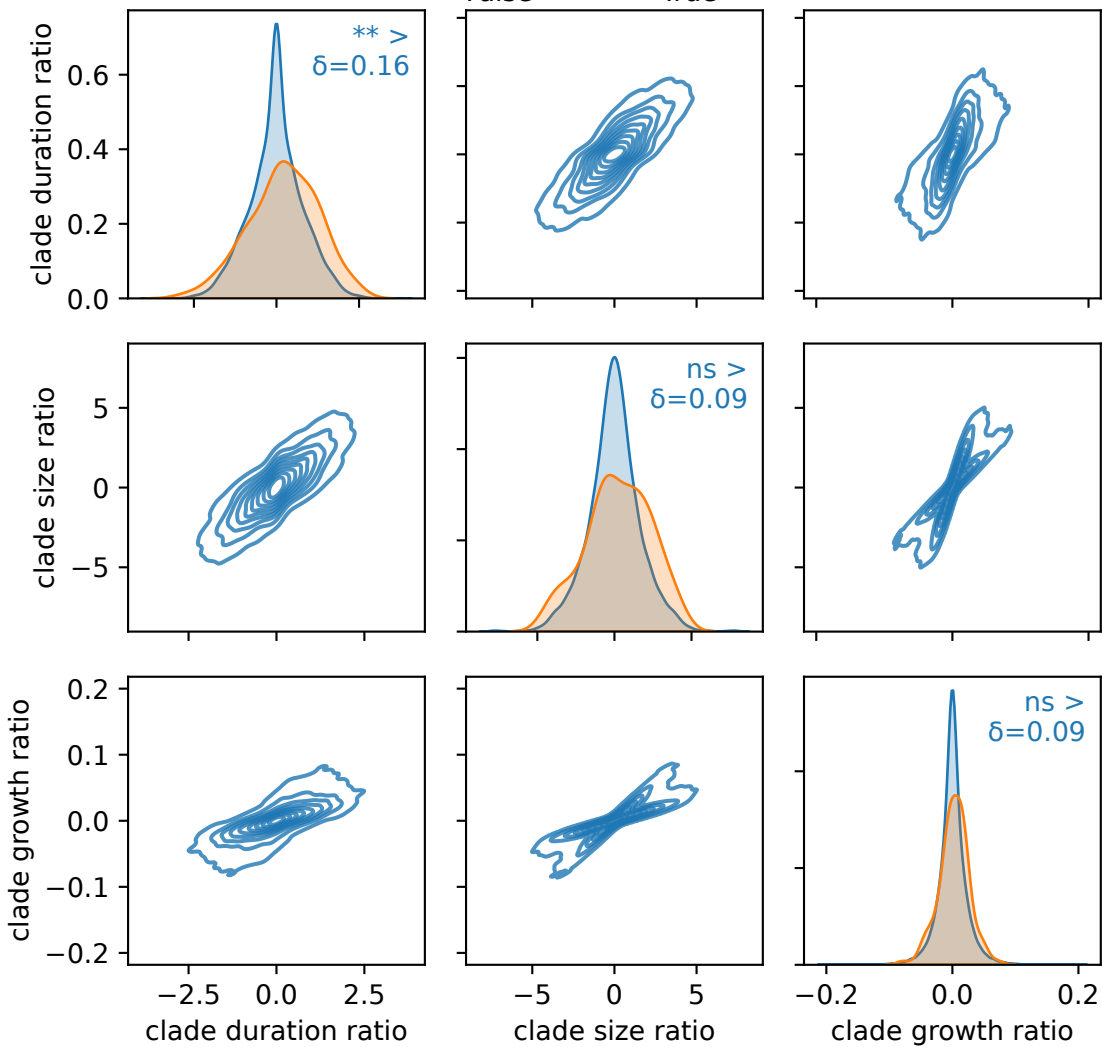 clade duration ratio
0.6
0.4
0.2
0.0
** >
δ=0.16
clade size ratio
5
0
−5
ns >
δ=0.09
clade growth ratio
0.2
0.1
0.0
−0.1
−0.2
ns >
δ=0.09
−2.5 0.0 2.5
−5 0 5
−0.2 0.0 0.2
clade duration ratio
clade size ratio
clade growth ratio